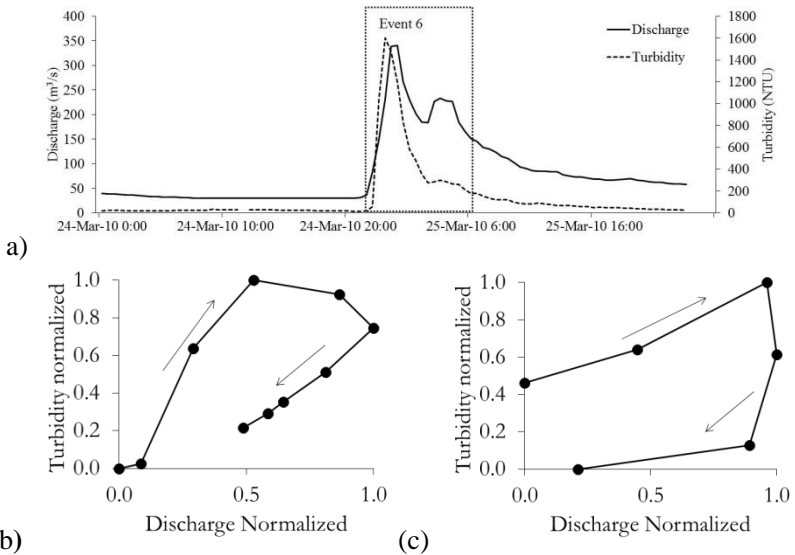 400
350
300
250
200
150
100
50
0
Discharge (m³/s)
Event 6
Discharge
Turbidity
1800
1600
1400
1200
1000
800
600
400
200
0
Turbidity (NTU)
24-Mar-10 0:00 24-Mar-10 10:00 24-Mar-10 20:00 25-Mar-10 6:00 25-Mar-10 16:00
a)
1.0
0.8
0.6
0.4
0.2
0.0
Turbidity normalized
0.0 0.5 1.0
Discharge Normalized
b)
1.0
0.8
0.6
0.4
0.2
0.0
Turbidity normalized
0.0 0.5 1.0
Discharge Normalized
(c)